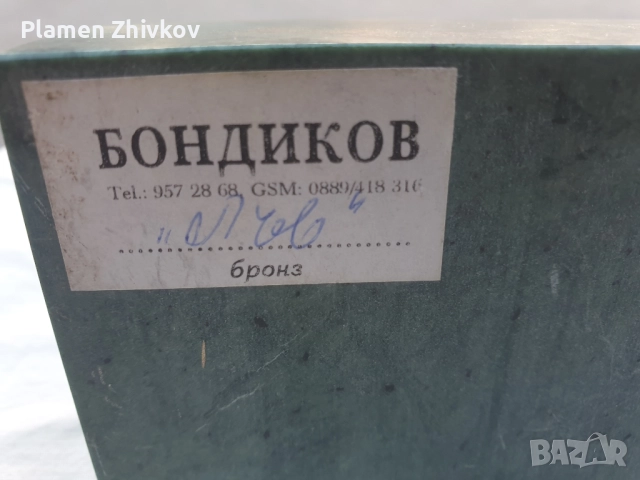 Plamen Zhivkov
БОНДИКОВ
Tel.: 957 28 68, GSM: 0889/418 316
"Лъв"
бронз
BAZAR